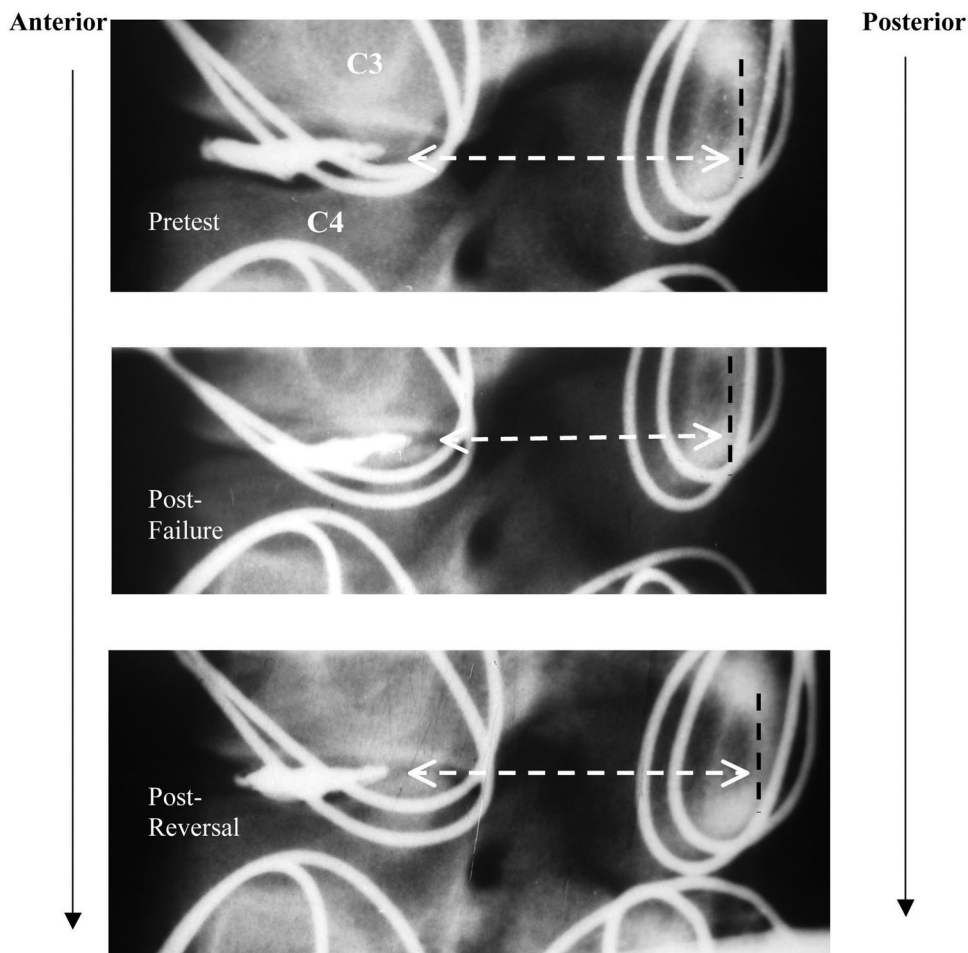 Anterior
Posterior
C3
Pretest
C4
Post-
Failure
Post-
Reversal